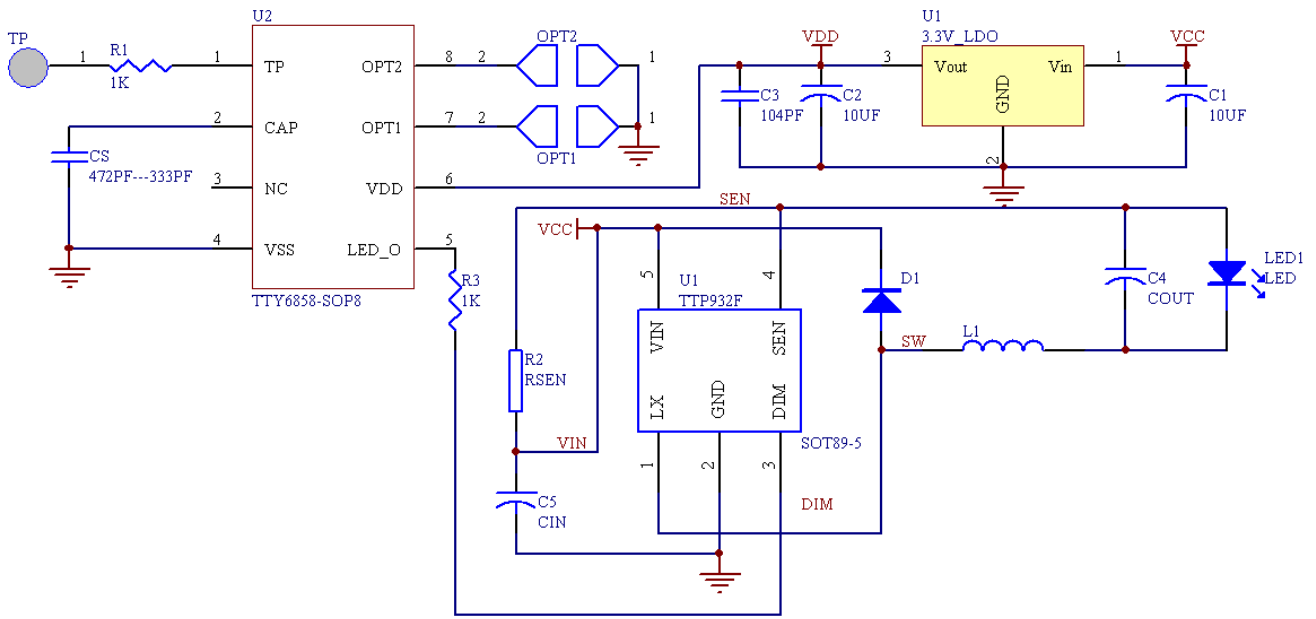 TP
1
R1
1K
U2
1
TP
2
CAP
3
NC
4
VSS
CS
472PF---333PF
OPT2
8
2
OPT1
7
2
VDD
6
LED_O
5
TTY6858-SOP8
OPT2
1
1
OPT1
R3
1K
VDD
C3
104PF
C2
10UF
3
U1
3.3V_LDO
Vout
Vin
GND
2
1
VCC
C1
10UF
SEN
VCC
R2
RSEN
VIN
C5
CIN
5
4
U1
TTP932F
VIN
SEN
LX
GND
DIM
SOT89-5
1
2
3
DIM
D1
SW
L1
C4
COUT
LED1
LED